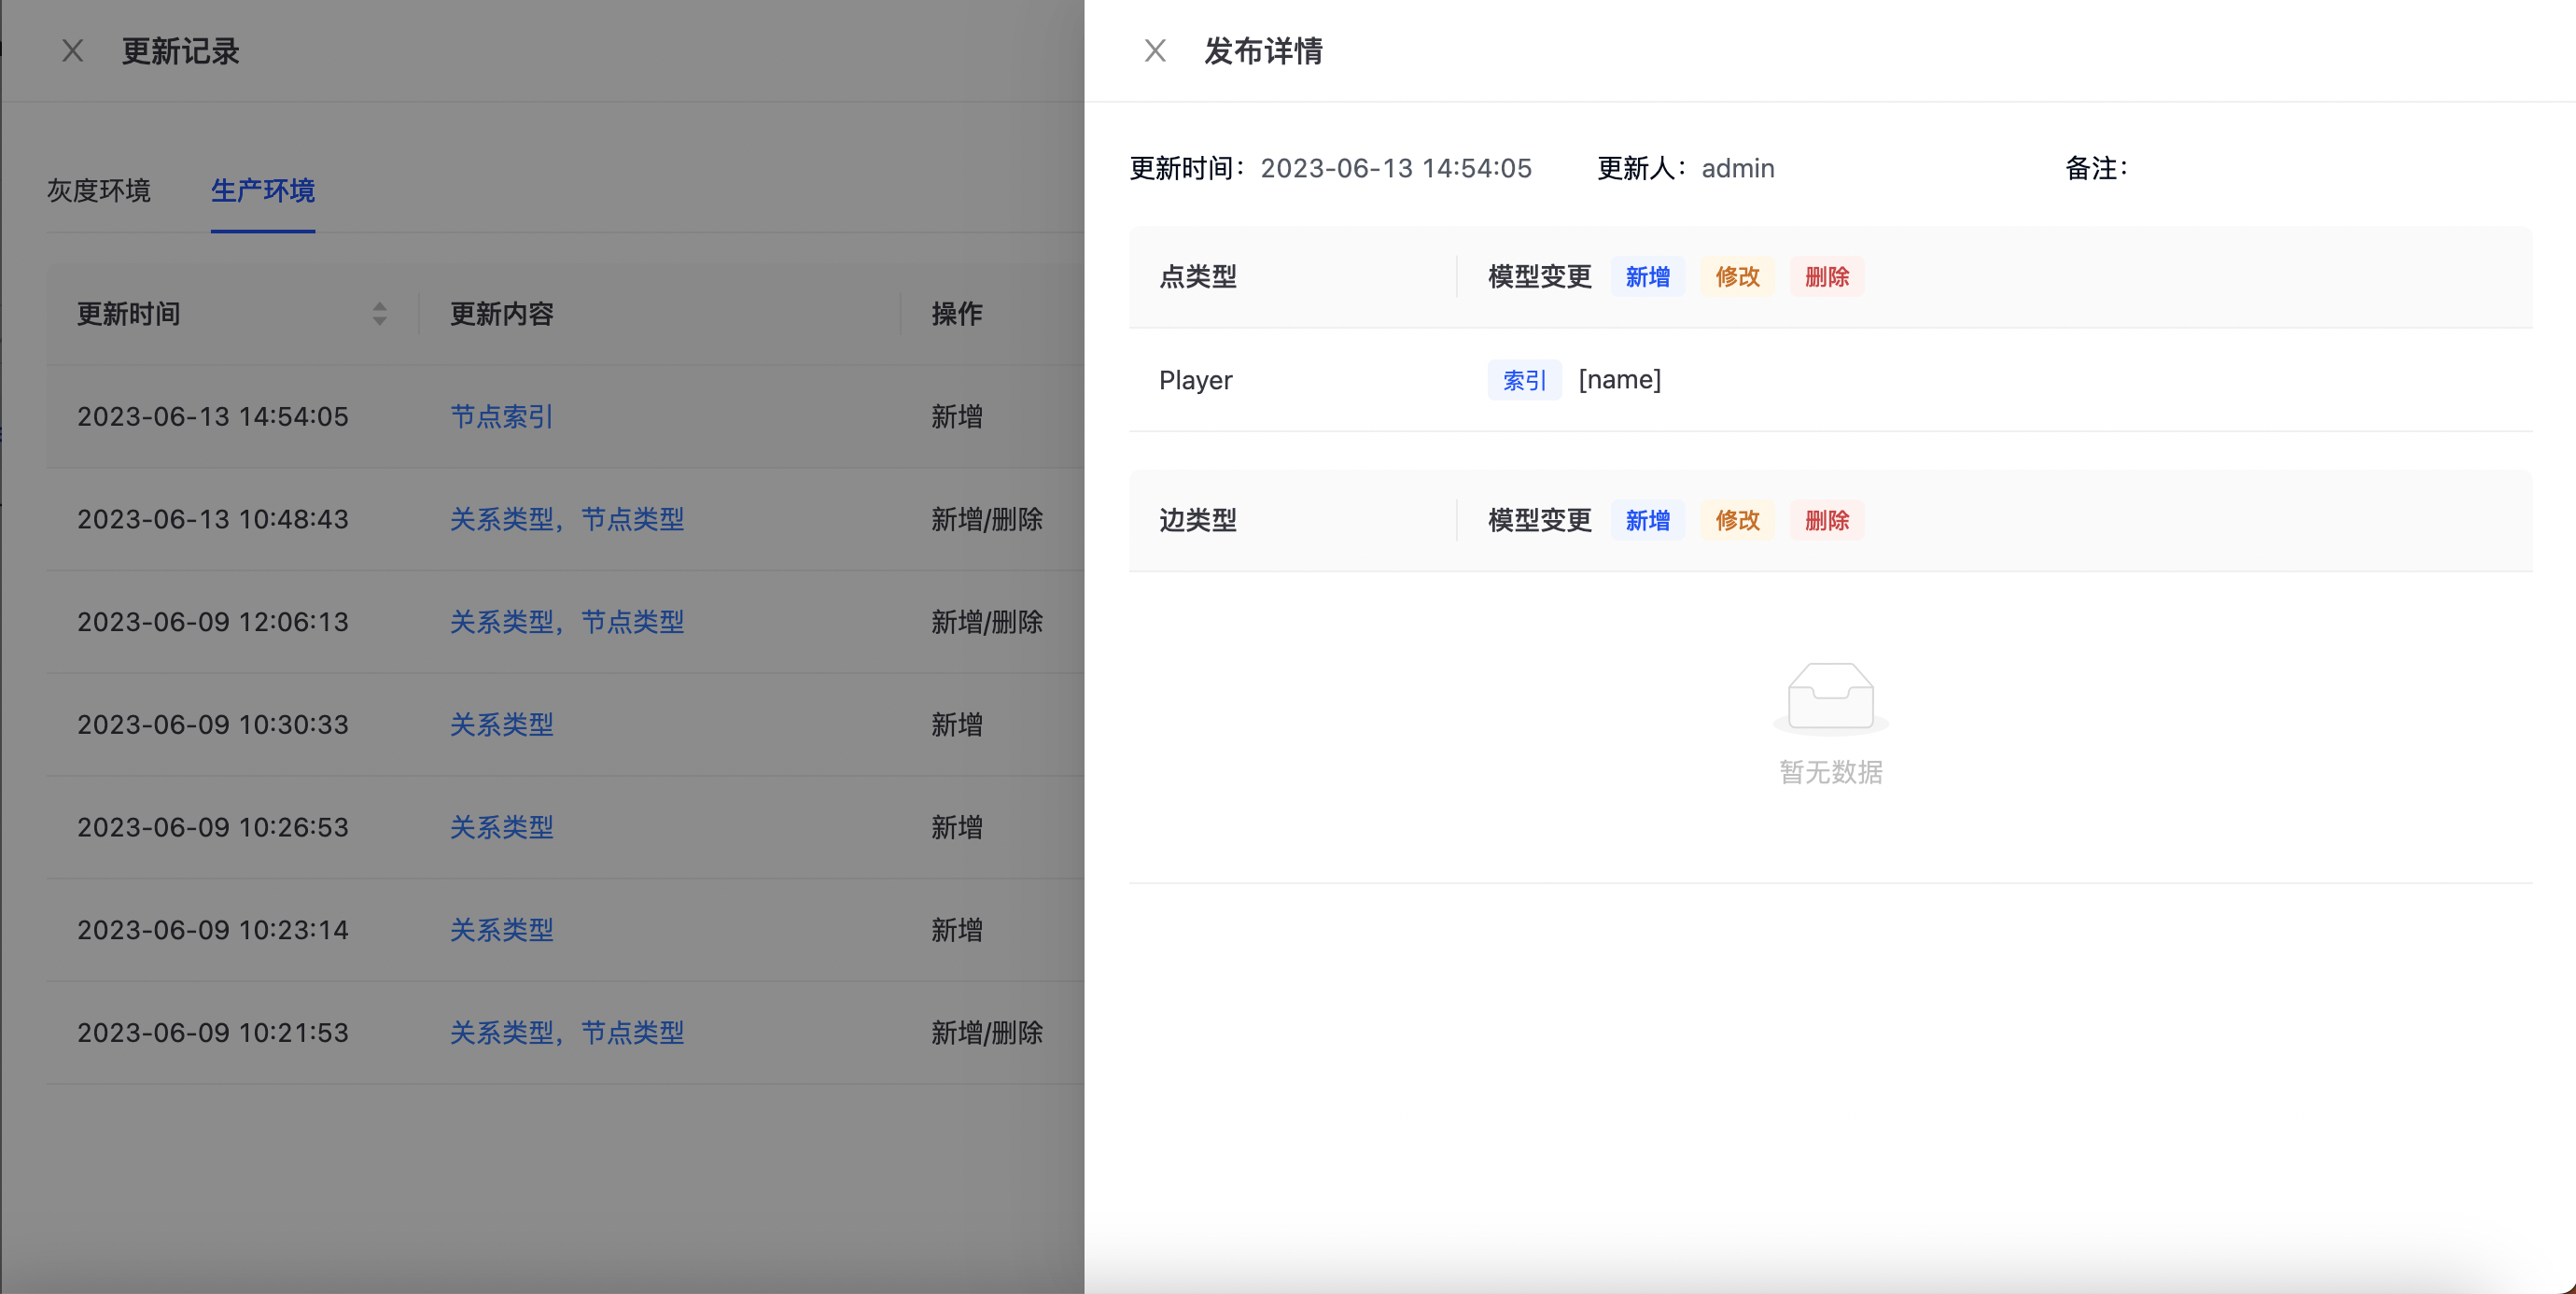 更新记录
灰度环境 生产环境
更新时间 更新内容 操作
2023-06-13 14:54:05 节点索引 新增
2023-06-13 10:48:43 关系类型，节点类型 新增/删除
2023-06-09 12:06:13 关系类型，节点类型 新增/删除
2023-06-09 10:30:33 关系类型 新增
2023-06-09 10:26:53 关系类型 新增
2023-06-09 10:23:14 关系类型 新增
2023-06-09 10:21:53 关系类型，节点类型 新增/删除
发布详情
更新时间：2023-06-13 14:54:05 更新人：admin 备注：
点类型 模型变更 新增 修改 删除
Player 索引 [name]
边类型 模型变更 新增 修改 删除
暂无数据